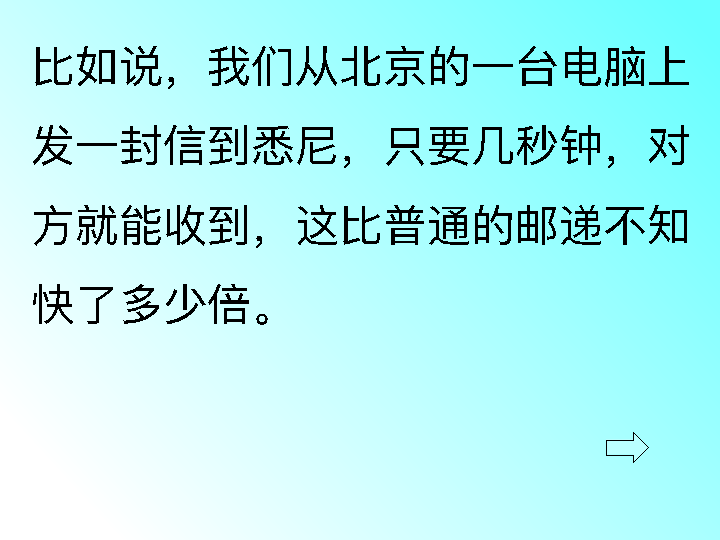 比如说，我们从北京的一台电脑上
发一封信到悉尼，只要几秒钟，对
方就能收到，这比普通的邮递不知
快了多少倍。